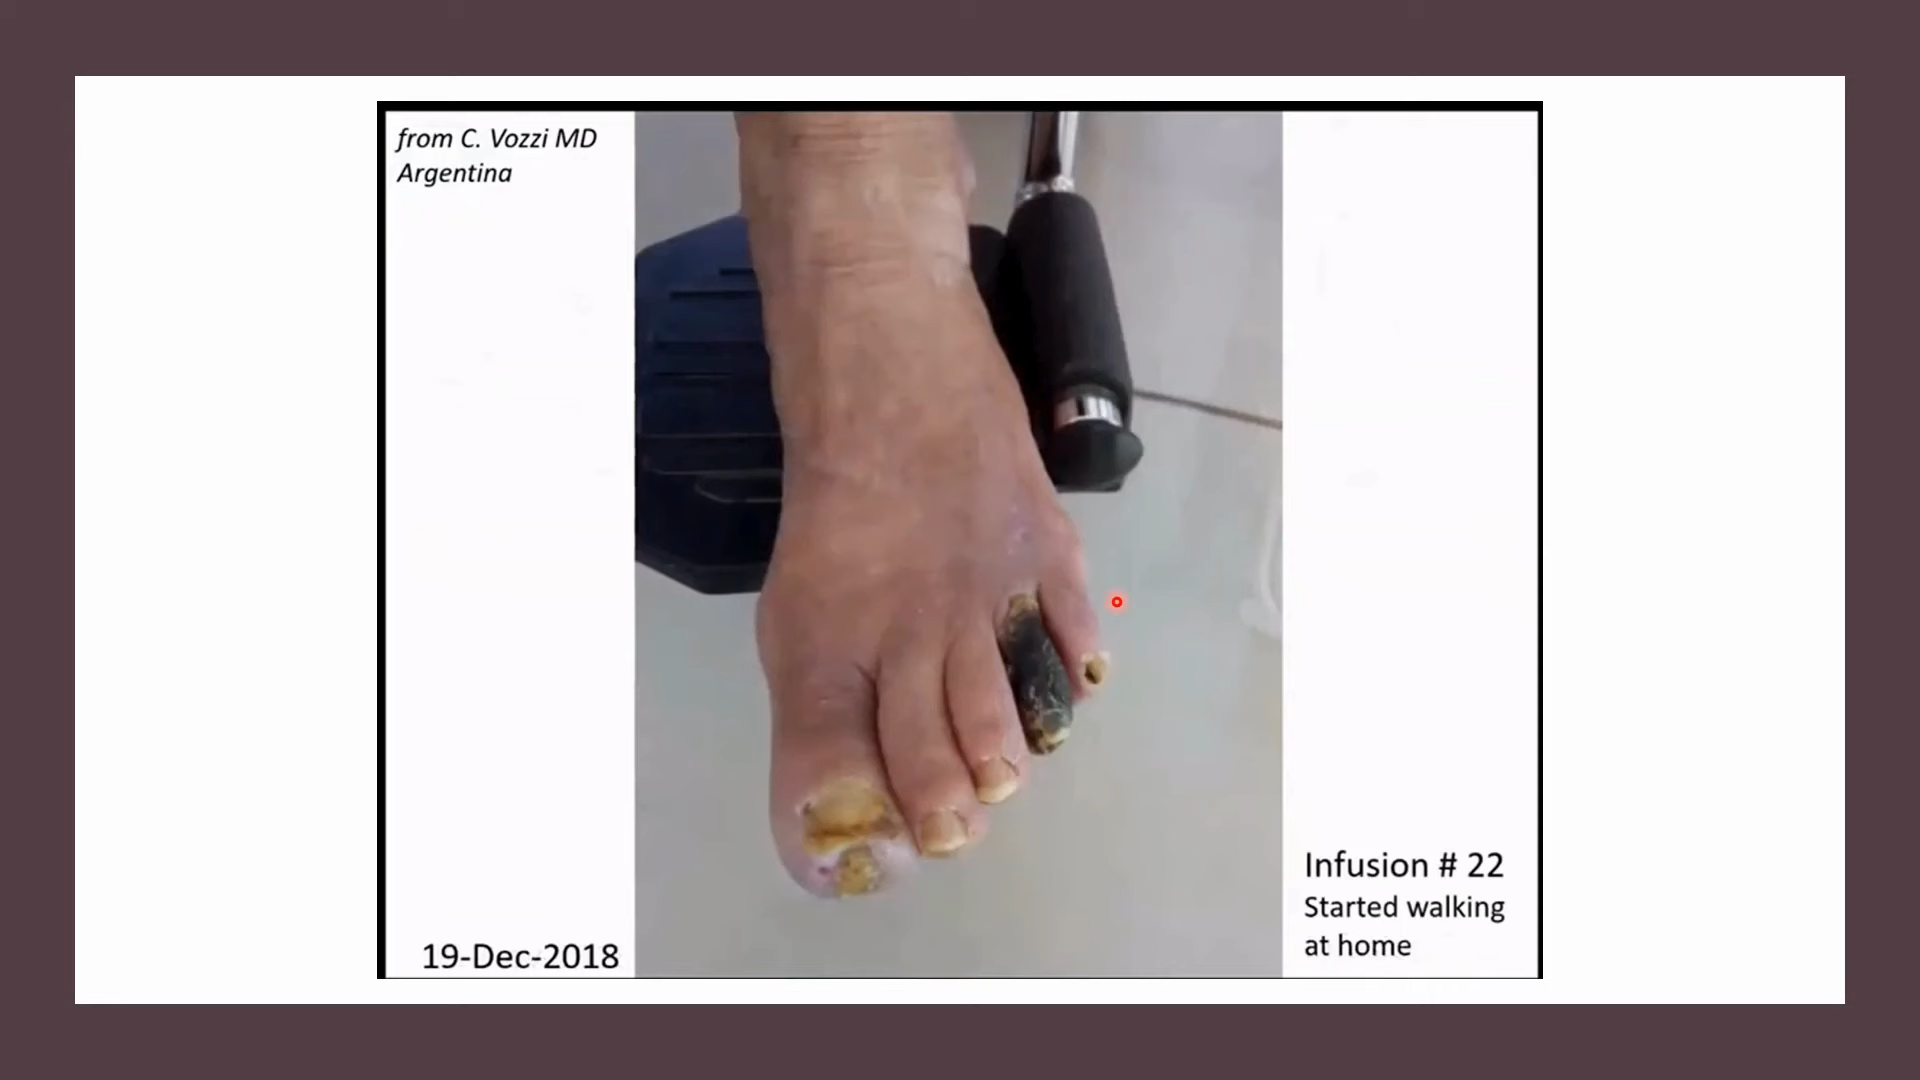 from C. Vozzi MD
Argentina
Infusion # 22
Started walking
at home
19-Dec-2018